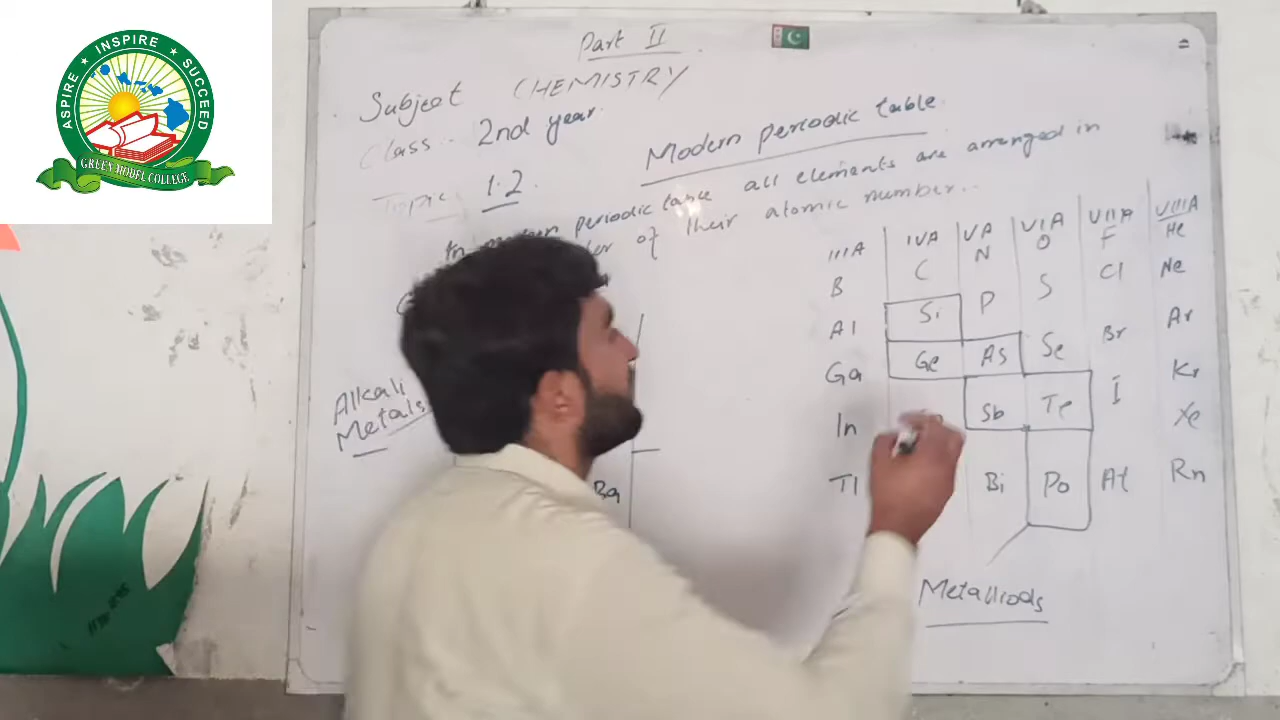 ASPIRE ★ INSPIRE ★ SUCCEED
GREEN MODEL COLLEGE
Part II
Subject CHEMISTRY
Class :- 2nd year.
Topic 1.2
Modern periodic table
In modern periodic table all elements are arranged in
of their atomic number..
IIIA IVA VA VIA VIIA VIIIA
B C N O F He
Al Si P S Cl Ne
Ga Ge As Se Br Ar
In Sb Te I Kr
Xe
Tl Bi Po At Rn
Alkali
Metals
Ba
Metalliods